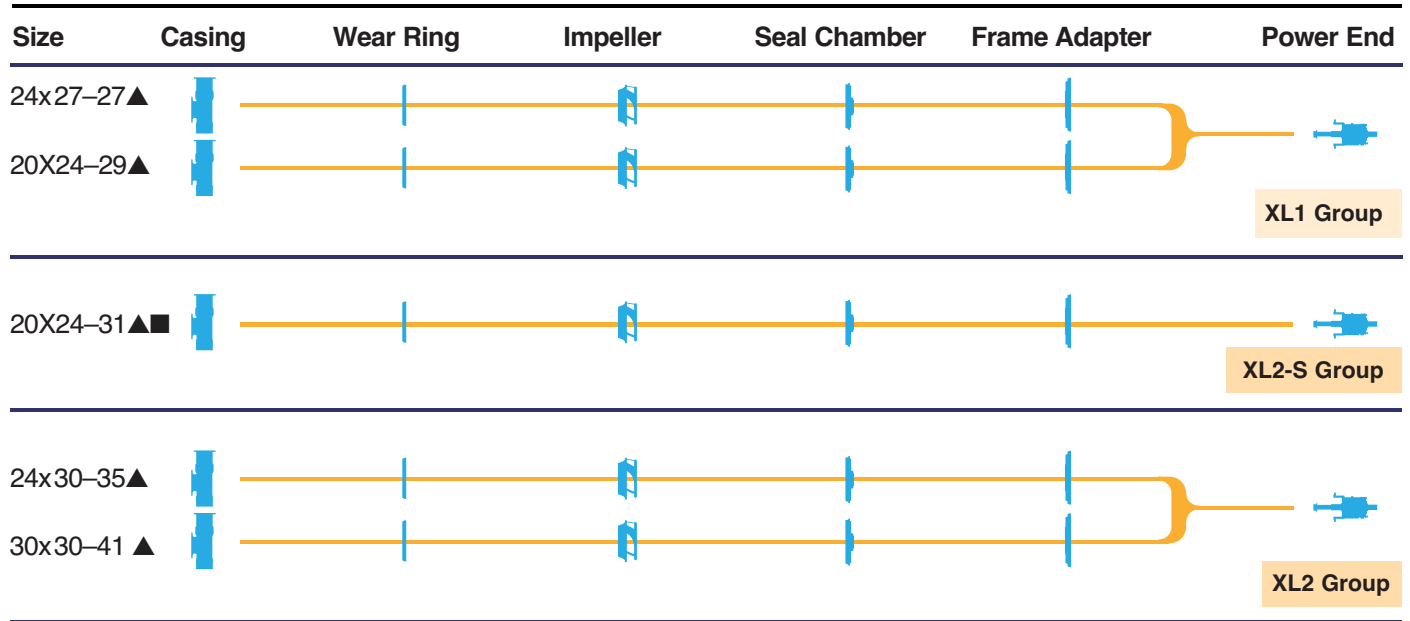 Size Casing Wear Ring Impeller Seal Chamber Frame Adapter Power End
24x27–27▲
20X24–29▲
XL1 Group
20X24–31▲■
XL2-S Group
24x30–35▲
30x30–41 ▲
XL2 Group